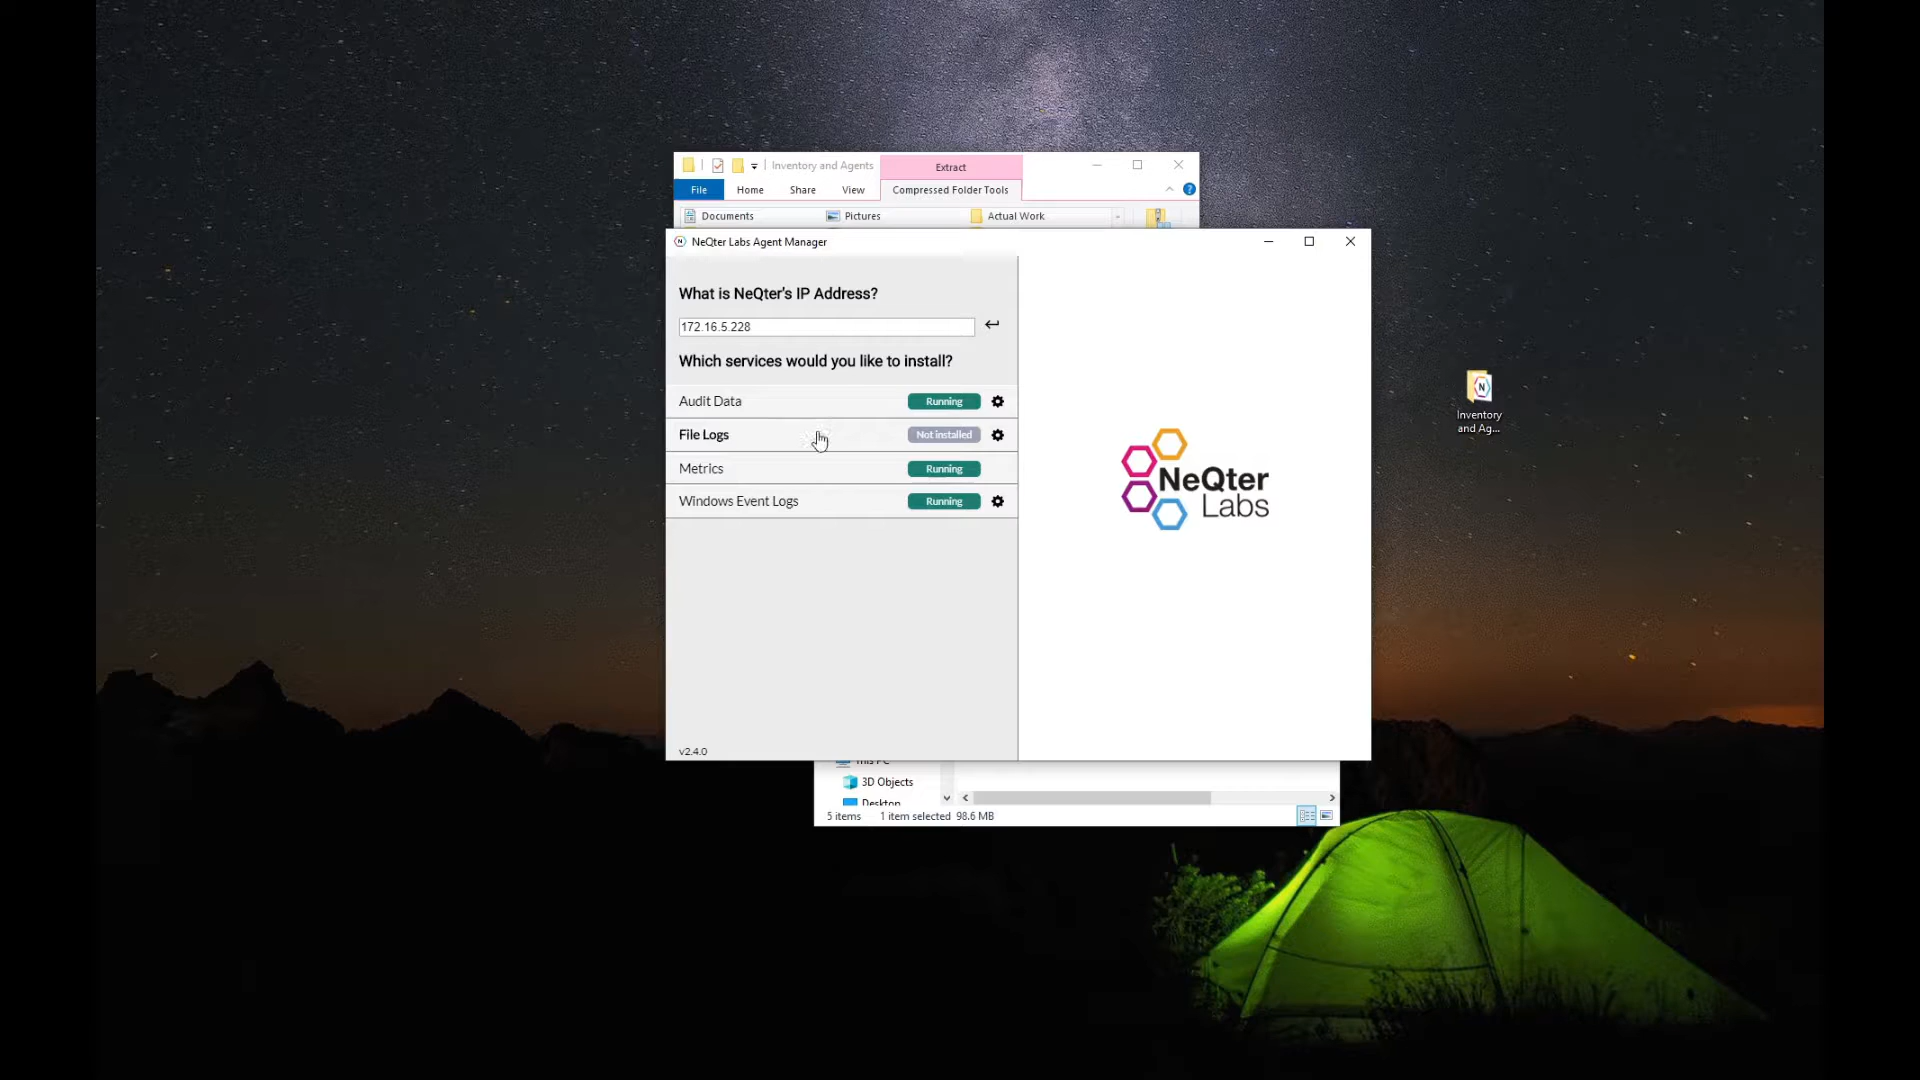 Inventory and Agents
Extract
File
Home
Share
View
Compressed Folder Tools
Documents
Pictures
Actual Work
NeQter Labs Agent Manager
What is NeQter's IP Address?
172.16.5.228
Which services would you like to install?
Audit Data
Running
File Logs
Not installed
Metrics
Running
Windows Event Logs
Running
v2.4.0
NeQter
Labs
Inventory
and Ag...
This PC
3D Objects
Desktop
5 items
1 item selected 98.6 MB